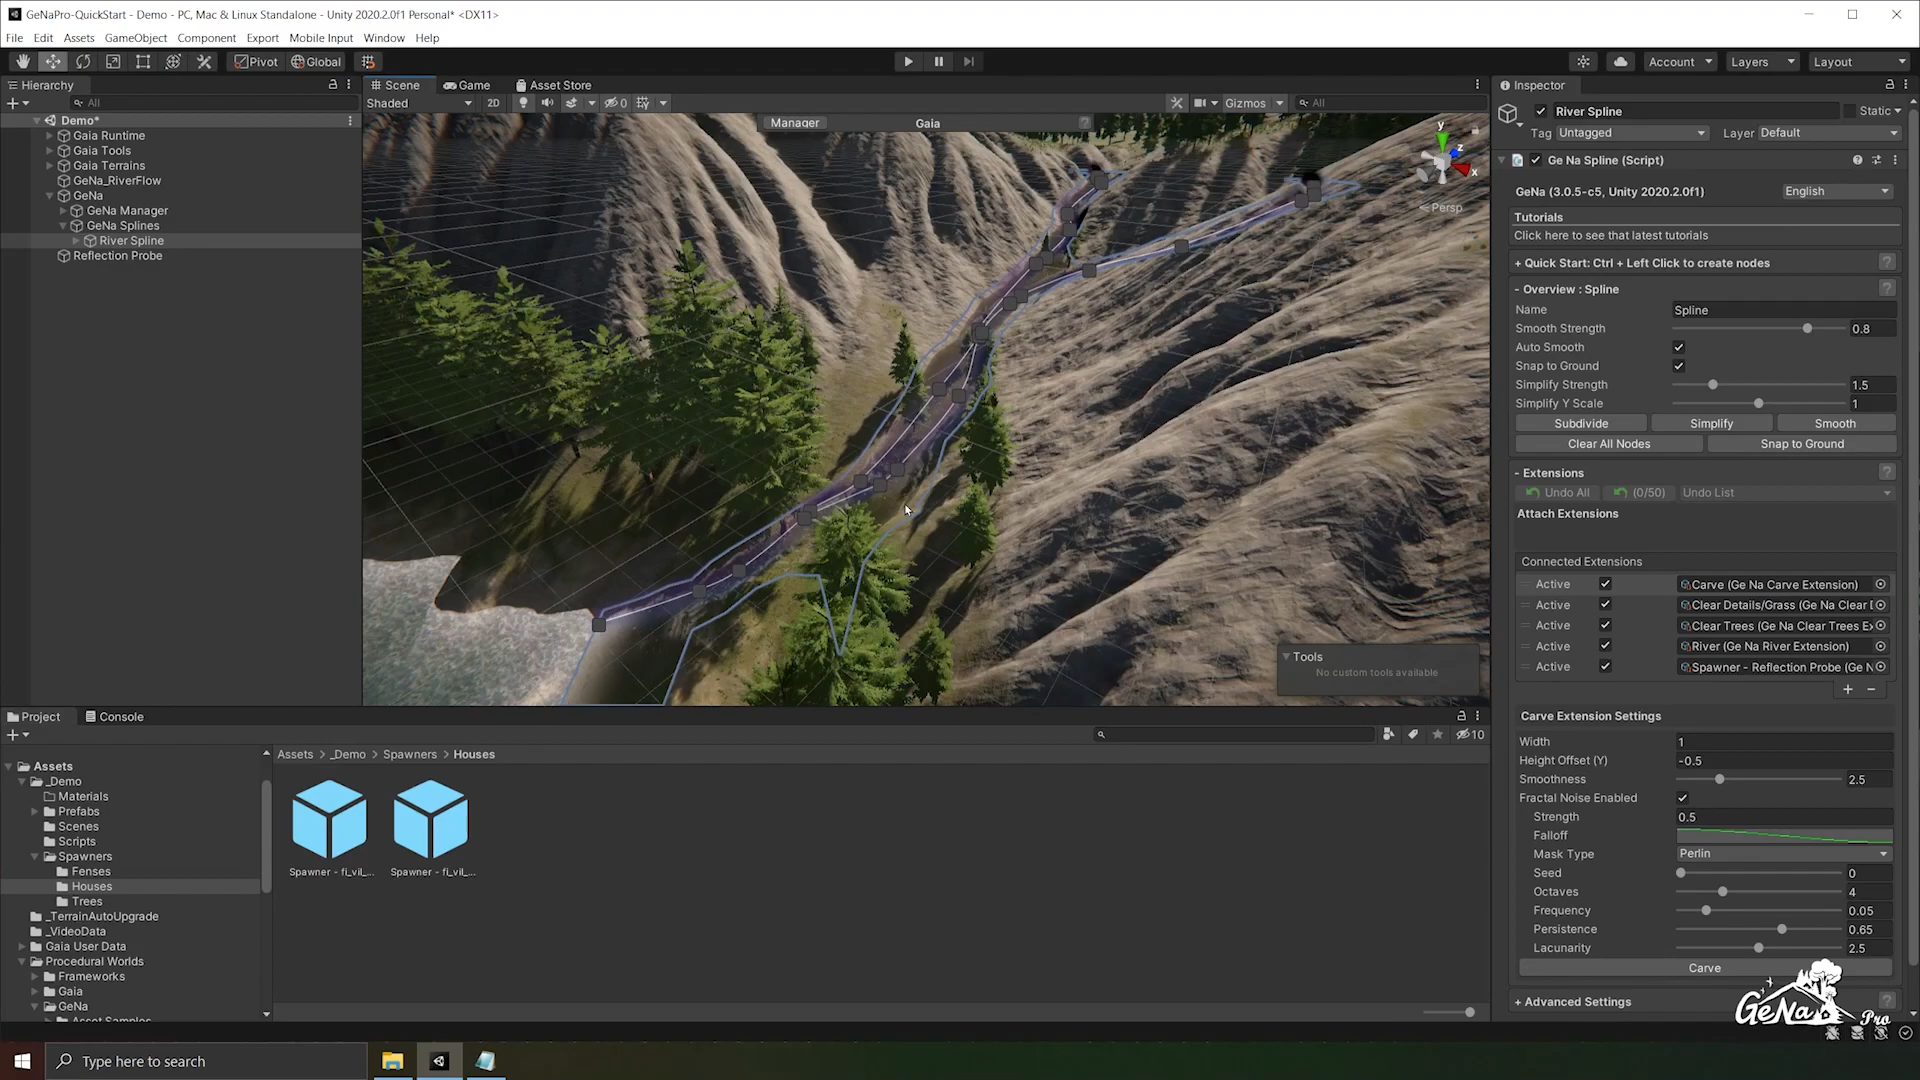 GeNaPro-QuickStart - Demo - PC, Mac & Linux Standalone - Unity 2020.2.0f1 Personal* <DX11>
File Edit Assets GameObject Component Export Mobile Input Window Help
Pivot Global Account Layers Layout
Hierarchy
All
Demo*
Gaia Runtime
Gaia Tools
Gaia Terrains
GeNa_RiverFlow
GeNa
GeNa Manager
GeNa Splines
River Spline
Reflection Probe
Scene Game Asset Store
Shaded 2D 0 Gizmos All
Manager Gaia
y
z
x
Persp
Tools
No custom tools available
Project Console
10
Assets
_Demo
Materials
Prefabs
Scenes
Scripts
Spawners
Fenses
Houses
Trees
_TerrainAutoUpgrade
_VideoData
Gaia User Data
Procedural Worlds
Frameworks
Gaia
GeNa
Asset Samples
Assets > _Demo > Spawners > Houses
Spawner - fi_vil_... Spawner - fi_vil_...
Inspector
River Spline Static
Tag Untagged Layer Default
Ge Na Spline (Script)
GeNa (3.0.5-c5, Unity 2020.2.0f1) English
Tutorials
Click here to see that latest tutorials
+ Quick Start: Ctrl + Left Click to create nodes ?
- Overview : Spline ?
Name Spline
Smooth Strength 0.8
Auto Smooth
Snap to Ground
Simplify Strength 1.5
Simplify Y Scale 1
Subdivide Simplify Smooth
Clear All Nodes Snap to Ground
- Extensions ?
Undo All (0/50) Undo List
Attach Extensions
Connected Extensions
Active Carve (Ge Na Carve Extension)
Active Clear Details/Grass (Ge Na Clear
Active Clear Trees (Ge Na Clear Trees
Active River (Ge Na River Extension)
Active Spawner - Reflection Probe (Ge
+ -
Carve Extension Settings
Width 1
Height Offset (Y) -0.5
Smoothness 2.5
Fractal Noise Enabled
Strength 0.5
Falloff
Mask Type Perlin
Seed 0
Octaves 4
Frequency 0.05
Persistence 0.65
Lacunarity 2.5
Carve
+ Advanced Settings ?
GeNa Pro
Type here to search